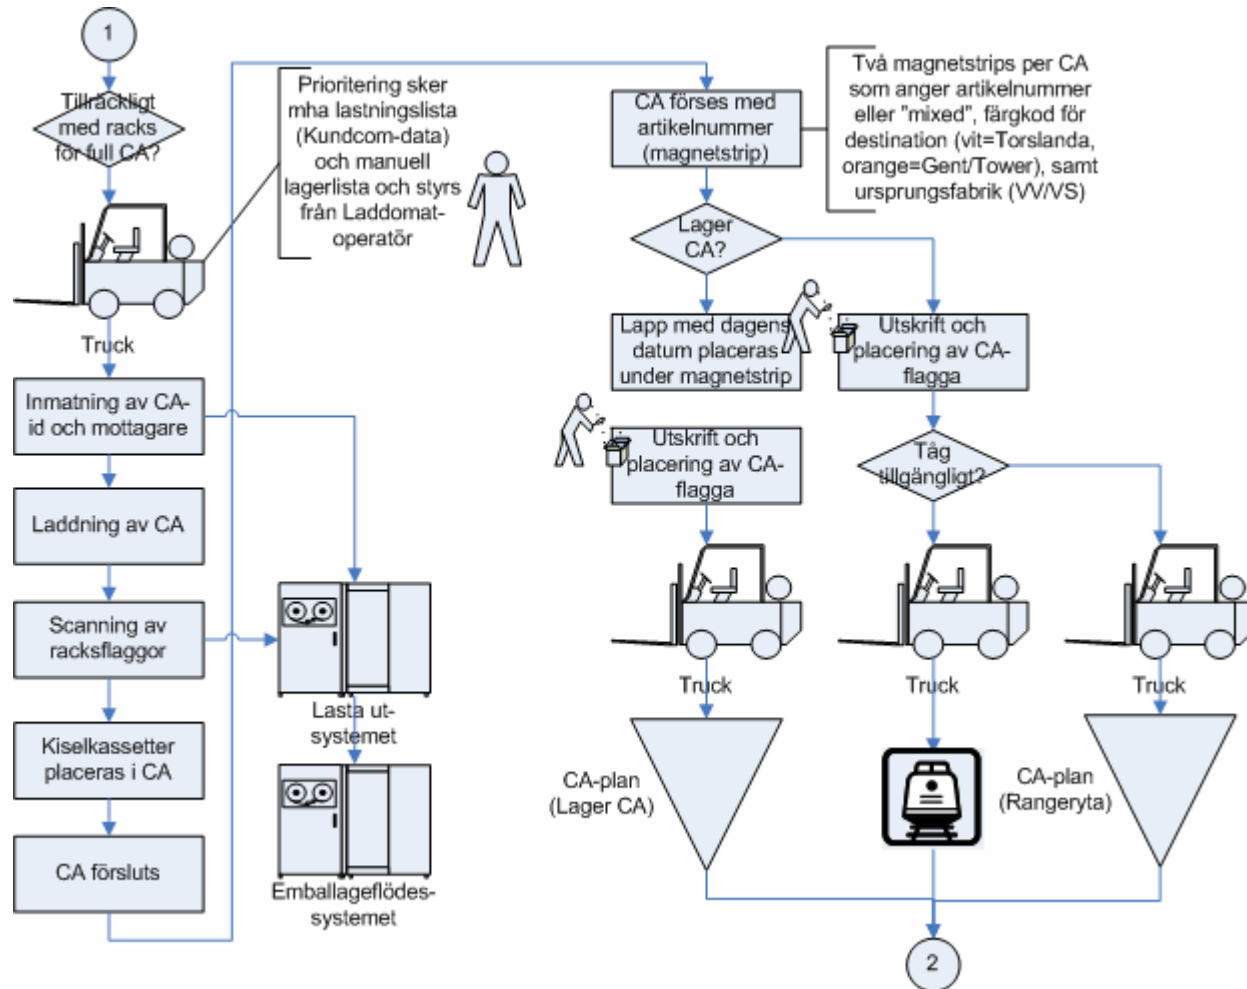 1
Tillräckligt
med racks
för full CA?
Prioritering sker
mha lastningslista
(Kundcom-data)
och manuell
lagerlista och styrs
från Laddomat-
operatör
Truck
Inmatning av CA-
id och mottagare
Laddning av CA
Scanning av
racksflaggor
Kiselkassetter
placeras i CA
CA försluts
Lasta ut-
systemet
Emballageflödes-
systemet
CA förses med
artikelnummer
(magnetstrip)
Två magnetstrips per CA
som anger artikelnummer
eller "mixed", färgkod för
destination (vit=Torslanda,
orange=Gent/Tower), samt
ursprungsfabrik (VV/VS)
Lager
CA?
Lapp med dagens
datum placeras
under magnetstrip
Utskrift och
placering av CA-
flagga
Utskrift och
placering av CA-
flagga
Tåg
tillgängligt?
Truck
Truck
Truck
CA-plan
(Lager CA)
CA-plan
(Rangeryta)
2